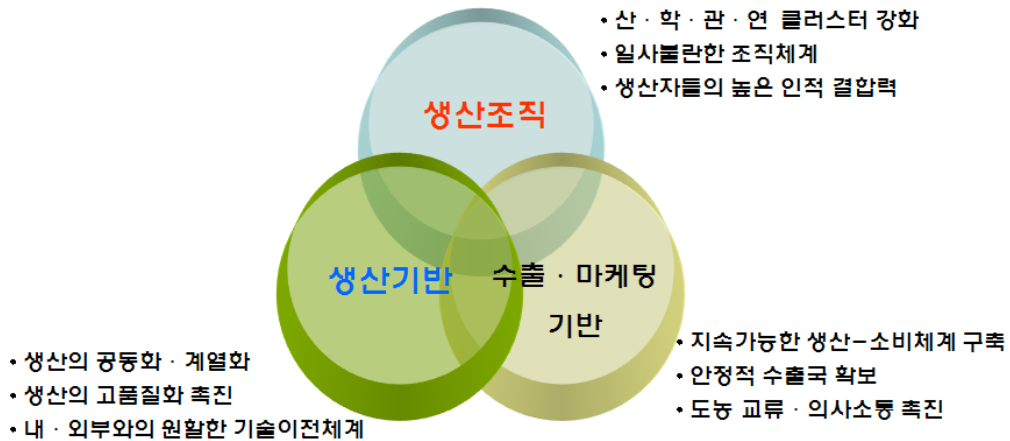 • 산 · 학 · 관 · 연 클러스터 강화
• 일사불란한 조직체계
• 생산자들의 높은 인적 결합력
생산조직
생산기반
수출 · 마케팅
기반
• 생산의 공동화 · 계열화
• 생산의 고품질화 촉진
• 내 · 외부와의 원활한 기술이전체계
• 지속가능한 생산-소비체계 구축
• 안정적 수출국 확보
• 도농 교류 · 의사소통 촉진